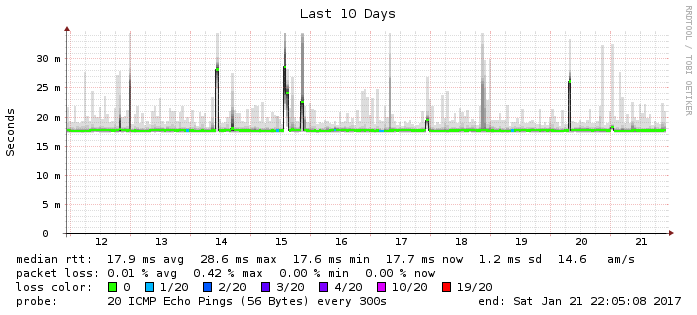 Last 10 Days
RRDTOOL / TOBI OETIKER
Seconds
30 m
25 m
20 m
15 m
10 m
5 m
0
12 13 14 15 16 17 18 19 20 21
median rtt: 17.9 ms avg 28.6 ms max 17.6 ms min 17.7 ms now 1.2 ms sd 14.6 am/s
packet loss: 0.01 % avg 0.42 % max 0.00 % min 0.00 % now
loss color: 0 1/20 2/20 3/20 4/20 10/20 19/20
probe: 20 ICMP Echo Pings (56 Bytes) every 300s end: Sat Jan 21 22:05:08 2017